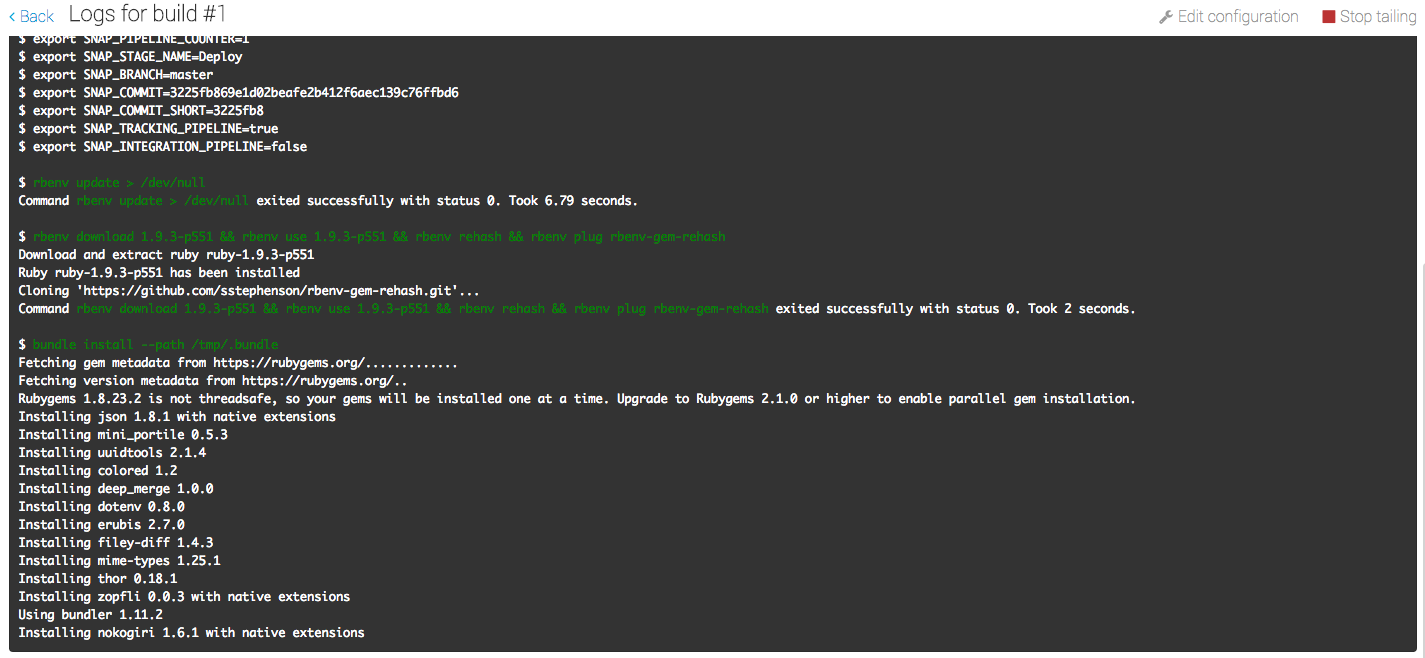 Back Logs for build #1 Edit configuration Stop tailing
$ export SNAP_PIPELINE_COUNTER=1
$ export SNAP_STAGE_NAME=Deploy
$ export SNAP_BRANCH=master
$ export SNAP_COMMIT=3225fb869e1d02beafe2b412f6aec139c76ffbd6
$ export SNAP_COMMIT_SHORT=3225fb8
$ export SNAP_TRACKING_PIPELINE=true
$ export SNAP_INTEGRATION_PIPELINE=false
$ rbenv update > /dev/null
Command rbenv update > /dev/null exited successfully with status 0. Took 6.79 seconds.
$ rbenv download 1.9.3-p551 && rbenv use 1.9.3-p551 && rbenv rehash && rbenv plug rbenv-gem-rehash
Download and extract ruby ruby-1.9.3-p551
Ruby ruby-1.9.3-p551 has been installed
Cloning 'https://github.com/sstephenson/rbenv-gem-rehash.git'...
Command rbenv download 1.9.3-p551 && rbenv use 1.9.3-p551 && rbenv rehash && rbenv plug rbenv-gem-rehash exited successfully with status 0. Took 2 seconds.
$ bundle install --path /tmp/.bundle
Fetching gem metadata from https://rubygems.org/.............
Fetching version metadata from https://rubygems.org/..
Rubygems 1.8.23.2 is not threadsafe, so your gems will be installed one at a time. Upgrade to Rubygems 2.1.0 or higher to enable parallel gem installation.
Installing json 1.8.1 with native extensions
Installing mini_portile 0.5.3
Installing uuidtools 2.1.4
Installing colored 1.2
Installing deep_merge 1.0.0
Installing dotenv 0.8.0
Installing erubis 2.7.0
Installing filey-diff 1.4.3
Installing mime-types 1.25.1
Installing thor 0.18.1
Installing zopfli 0.0.3 with native extensions
Using bundler 1.11.2
Installing nokogiri 1.6.1 with native extensions